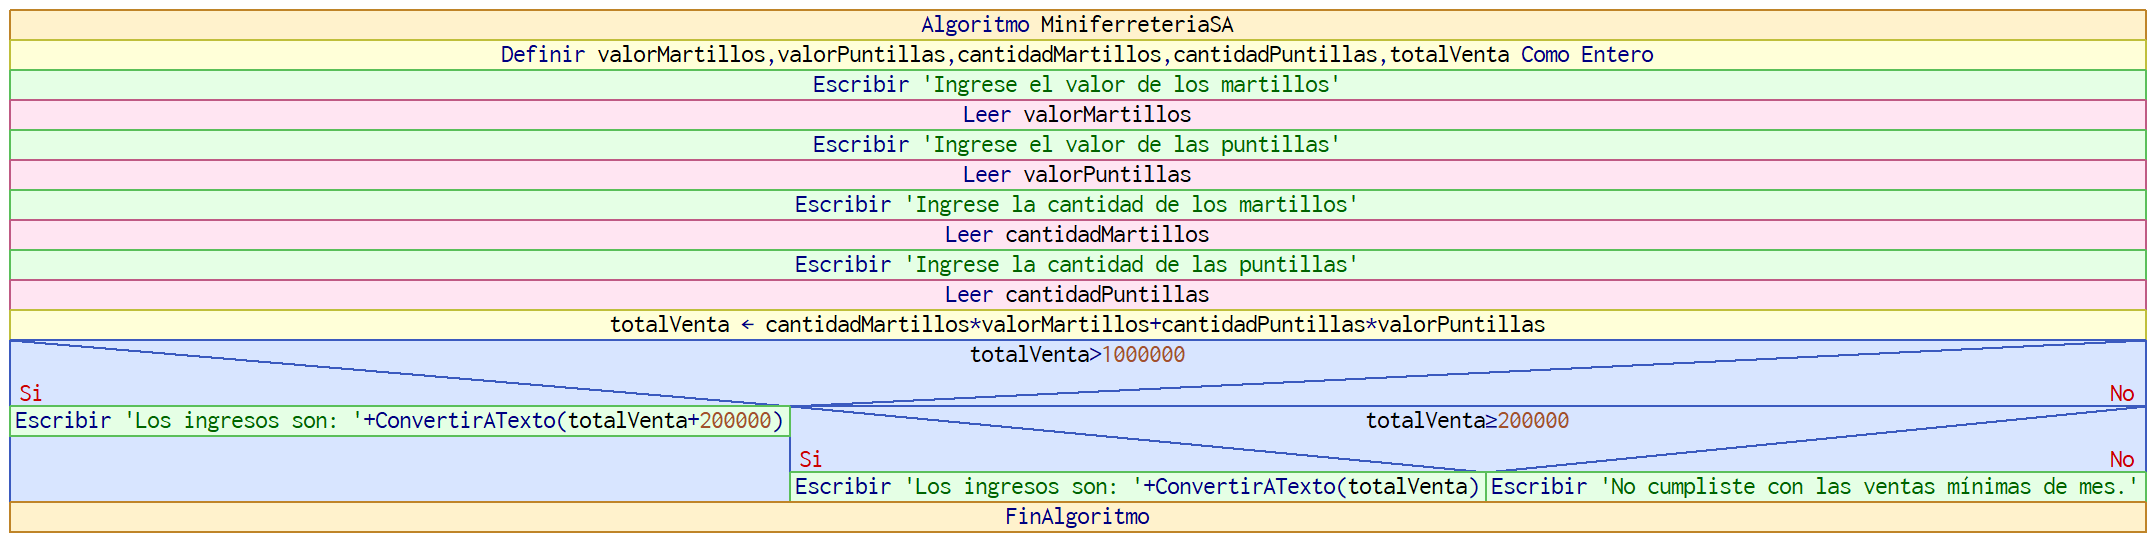 Algoritmo MiniferreteriaSA
Definir valorMartillos,valorPuntillas,cantidadMartillos,cantidadPuntillas,totalVenta Como Entero
Escribir 'Ingrese el valor de los martillos'
Leer valorMartillos
Escribir 'Ingrese el valor de las puntillas'
Leer valorPuntillas
Escribir 'Ingrese la cantidad de los martillos'
Leer cantidadMartillos
Escribir 'Ingrese la cantidad de las puntillas'
Leer cantidadPuntillas
totalVenta ← cantidadMartillos*valorMartillos+cantidadPuntillas*valorPuntillas
totalVenta>1000000
Si
No
Escribir 'Los ingresos son: '+ConvertirATexto(totalVenta+200000)
totalVenta≥200000
Si
No
Escribir 'Los ingresos son: '+ConvertirATexto(totalVenta)
Escribir 'No cumpliste con las ventas mínimas de mes.'
FinAlgoritmo